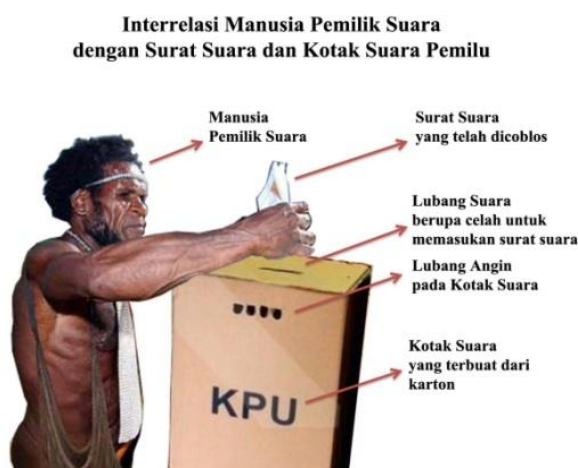 Interrelasi Manusia Pemilik Suara
dengan Surat Suara dan Kotak Suara Pemilu
Manusia
Pemilik Suara
Surat Suara
yang telah dicoblos
Lubang Suara
berupa celah untuk
memasukan surat suara
Lubang Angin
pada Kotak Suara
Kotak Suara
yang terbuat dari
karton
KPU